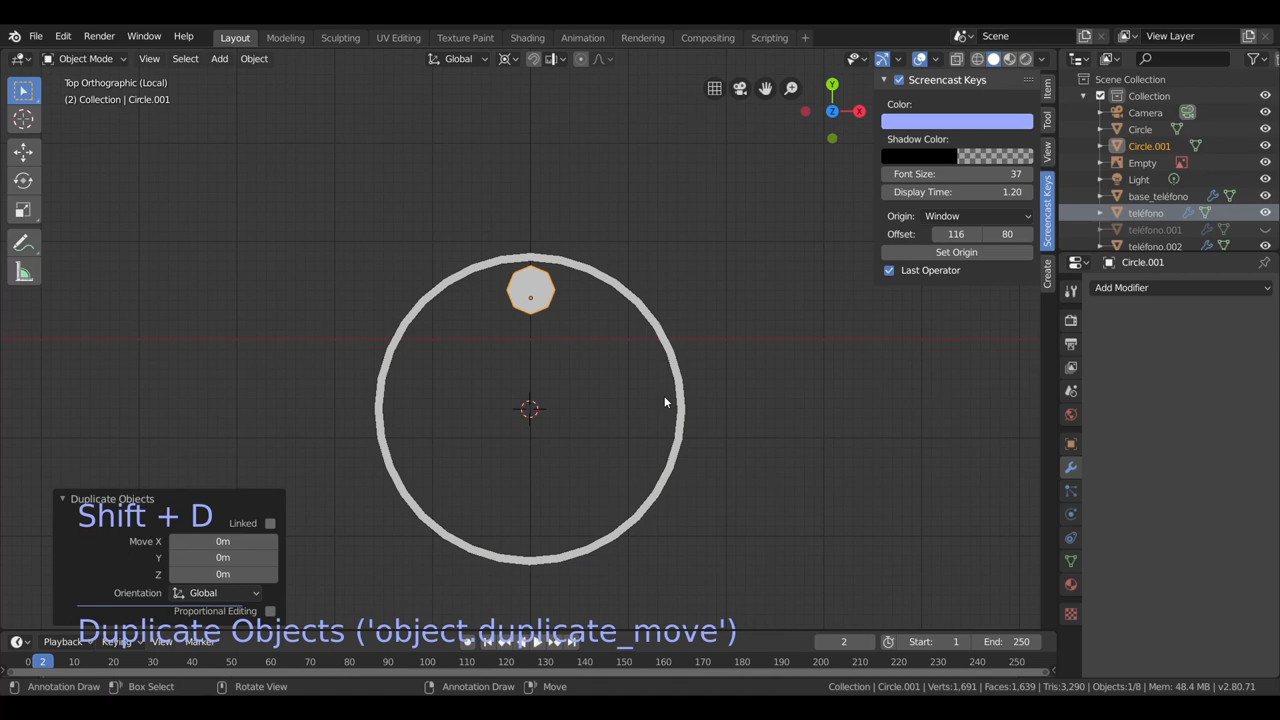 File Edit Render Window Help Layout Modeling Sculpting UV Editing Texture Paint Shading Animation Rendering Compositing Scripting + Scene View Layer
Object Mode View Select Add Object Global
Top Orthographic (Local)
(2) Collection | Circle.001
Screencast Keys
Color:
Shadow Color:
Font Size: 37
Display Time: 1.20
Origin: Window
Offset: 116 80
Set Origin
Last Operator
Item
Tool
View
Screencast Keys
Create
Y
X
Z
Scene Collection
Collection
Camera
Circle
Circle.001
Empty
Light
base_teléfono
teléfono
teléfono.001
teléfono.002
Circle.001
Add Modifier
Duplicate Objects
Shift + D
Linked
Move X 0m
Y 0m
Z 0m
Orientation Global
Proportional Editing
Duplicate Objects ('object.duplicate_move')
Playback Keying View Marker 2 Start: 1 End: 250
0 2 10 20 30 40 50 60 70 80 90 100 110 120 130 140 150 160 170 180 190 200 210 220 230 240 250
Annotation Draw Box Select Rotate View Annotation Draw Move Collection | Circle.001 | Verts:1,691 | Faces:1,639 | Tris:3,290 | Objects:1/8 | Mem: 48.4 MB | v2.80.71